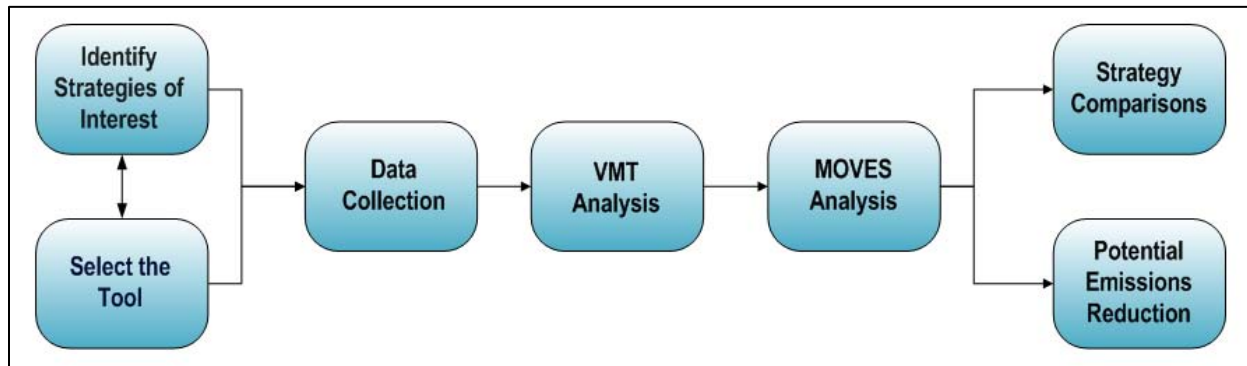 Identify
Strategies of
Interest
Select the
Tool
Data
Collection
VMT
Analysis
MOVES
Analysis
Strategy
Comparisons
Potential
Emissions
Reduction